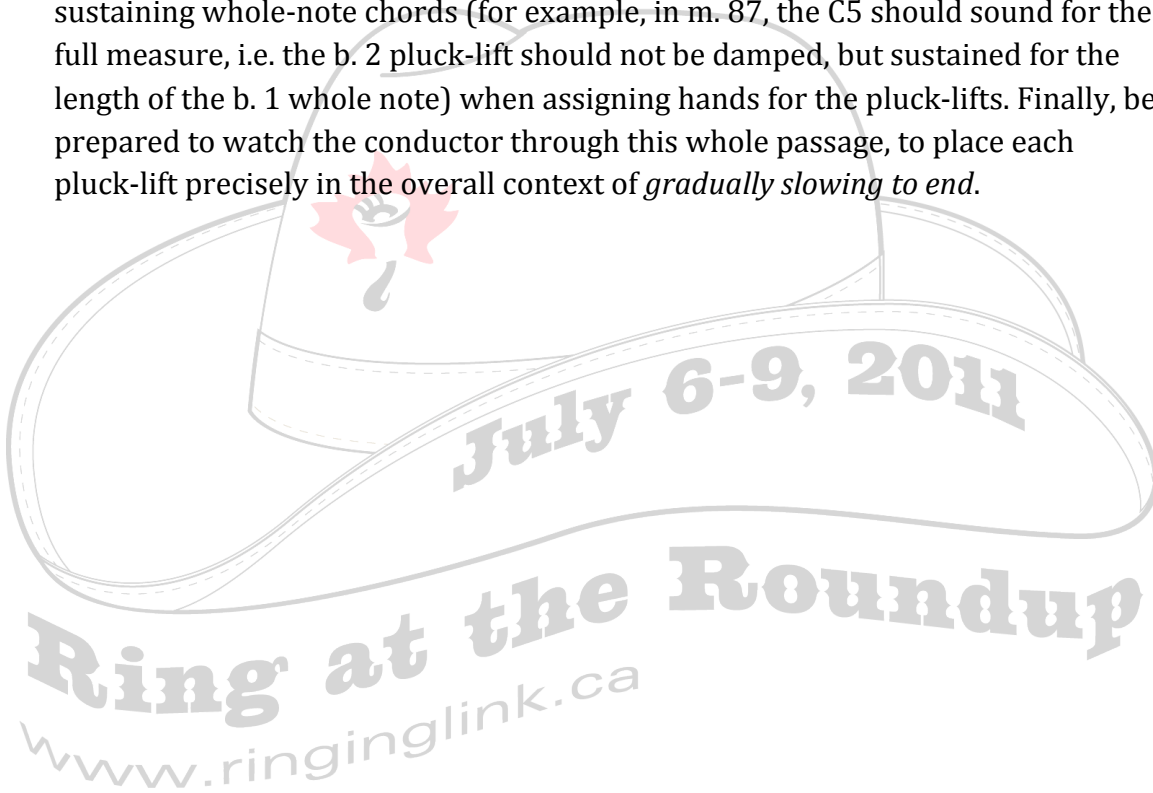 sustaining whole-note chords (for example, in m. 87, the C5 should sound for the
full measure, i.e. the b. 2 pluck-lift should not be damped, but sustained for the
length of the b. 1 whole note) when assigning hands for the pluck-lifts. Finally, be
prepared to watch the conductor through this whole passage, to place each
pluck-lift precisely in the overall context of gradually slowing to end.
July 6-9, 2011
Ring at the Roundup
www.ringinglink.ca